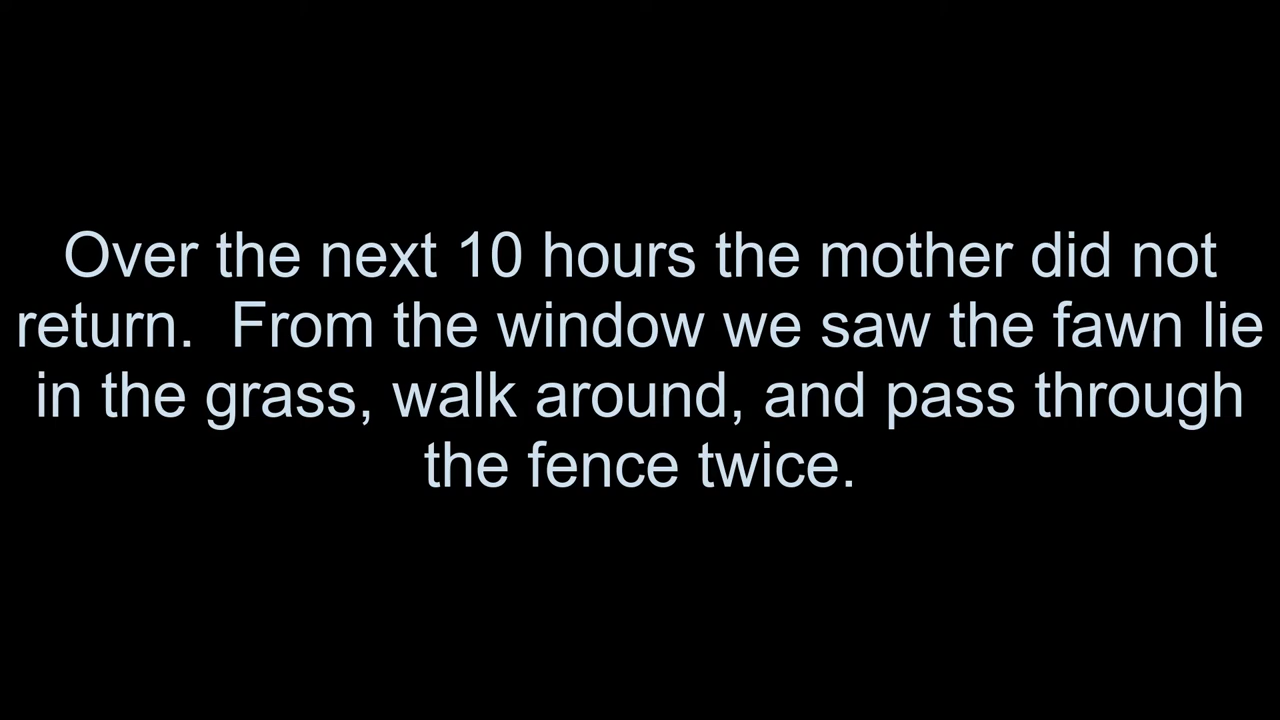 Over the next 10 hours the mother did not
return.  From the window we saw the fawn lie
in the grass, walk around, and pass through
the fence twice.